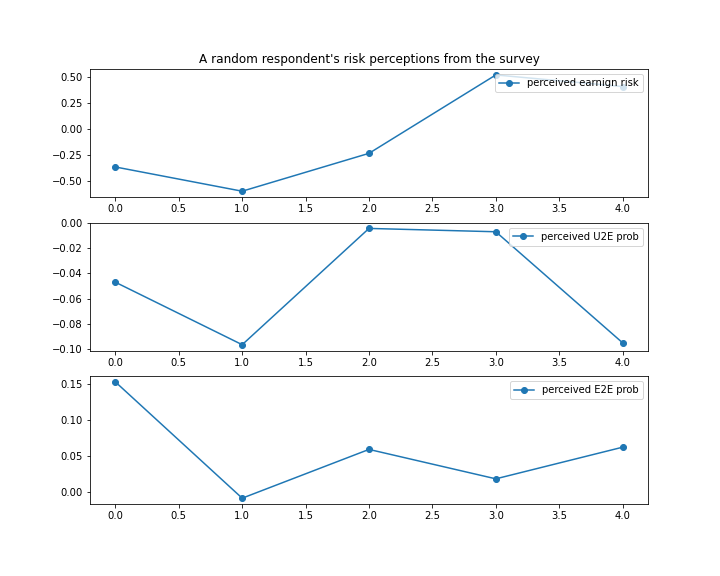 A random respondent's risk perceptions from the survey
0.50
0.25
0.00
−0.25
−0.50
perceived earnign risk
0.0 0.5 1.0 1.5 2.0 2.5 3.0 3.5 4.0
0.00
−0.02
−0.04
−0.06
−0.08
−0.10
perceived U2E prob
0.0 0.5 1.0 1.5 2.0 2.5 3.0 3.5 4.0
0.15
0.10
0.05
0.00
perceived E2E prob
0.0 0.5 1.0 1.5 2.0 2.5 3.0 3.5 4.0